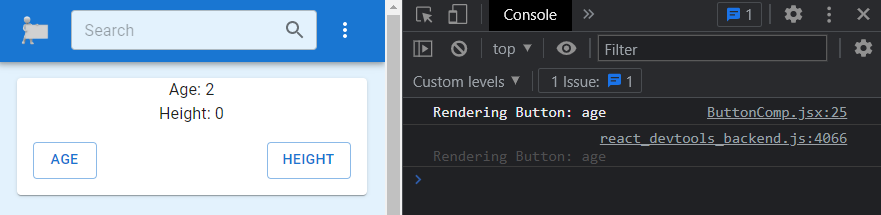 Search
Age: 2
Height: 0
AGE HEIGHT
Console 1
top Filter
Custom levels 1 Issue: 1
Rendering Button: age ButtonComp.jsx:25
react_devtools_backend.js:4066
Rendering Button: age